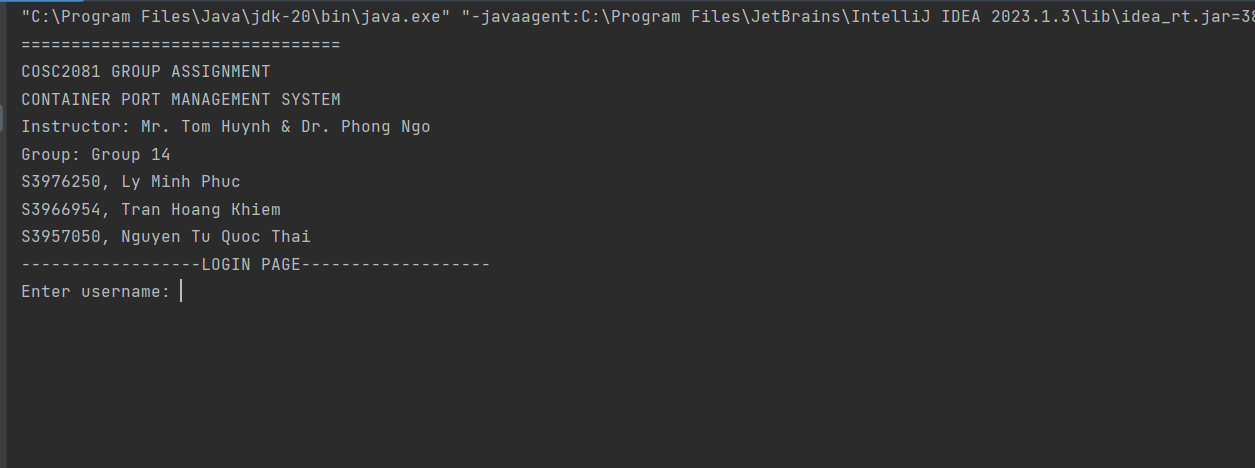 "C:\Program Files\Java\jdk-20\bin\java.exe" "-javaagent:C:\Program Files\JetBrains\IntelliJ IDEA 2023.1.3\lib\idea_rt.jar=38
================================
COSC2081 GROUP ASSIGNMENT
CONTAINER PORT MANAGEMENT SYSTEM
Instructor: Mr. Tom Huynh & Dr. Phong Ngo
Group: Group 14
S3976250, Ly Minh Phuc
S3966954, Tran Hoang Khiem
S3957050, Nguyen Tu Quoc Thai
------------------LOGIN PAGE-------------------
Enter username: